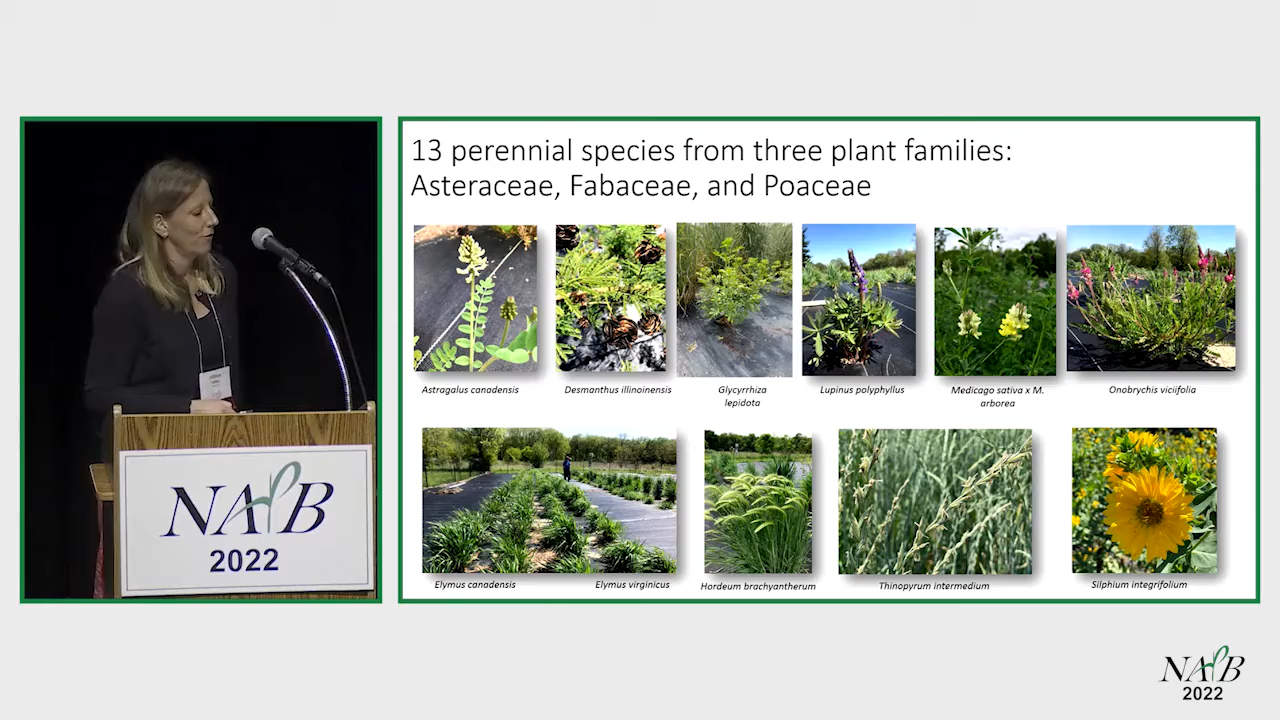 13 perennial species from three plant families:
Asteraceae, Fabaceae, and Poaceae
Astragalus canadensis
Desmanthus illinoinensis
Glycyrrhiza
lepidota
Lupinus polyphyllus
Medicago sativa x M.
arborea
Onobrychis viciifolia
Elymus canadensis
Elymus virginicus
Hordeum brachyantherum
Thinopyrum intermedium
Silphium integrifolium
NAPB
2022
NAPB
2022